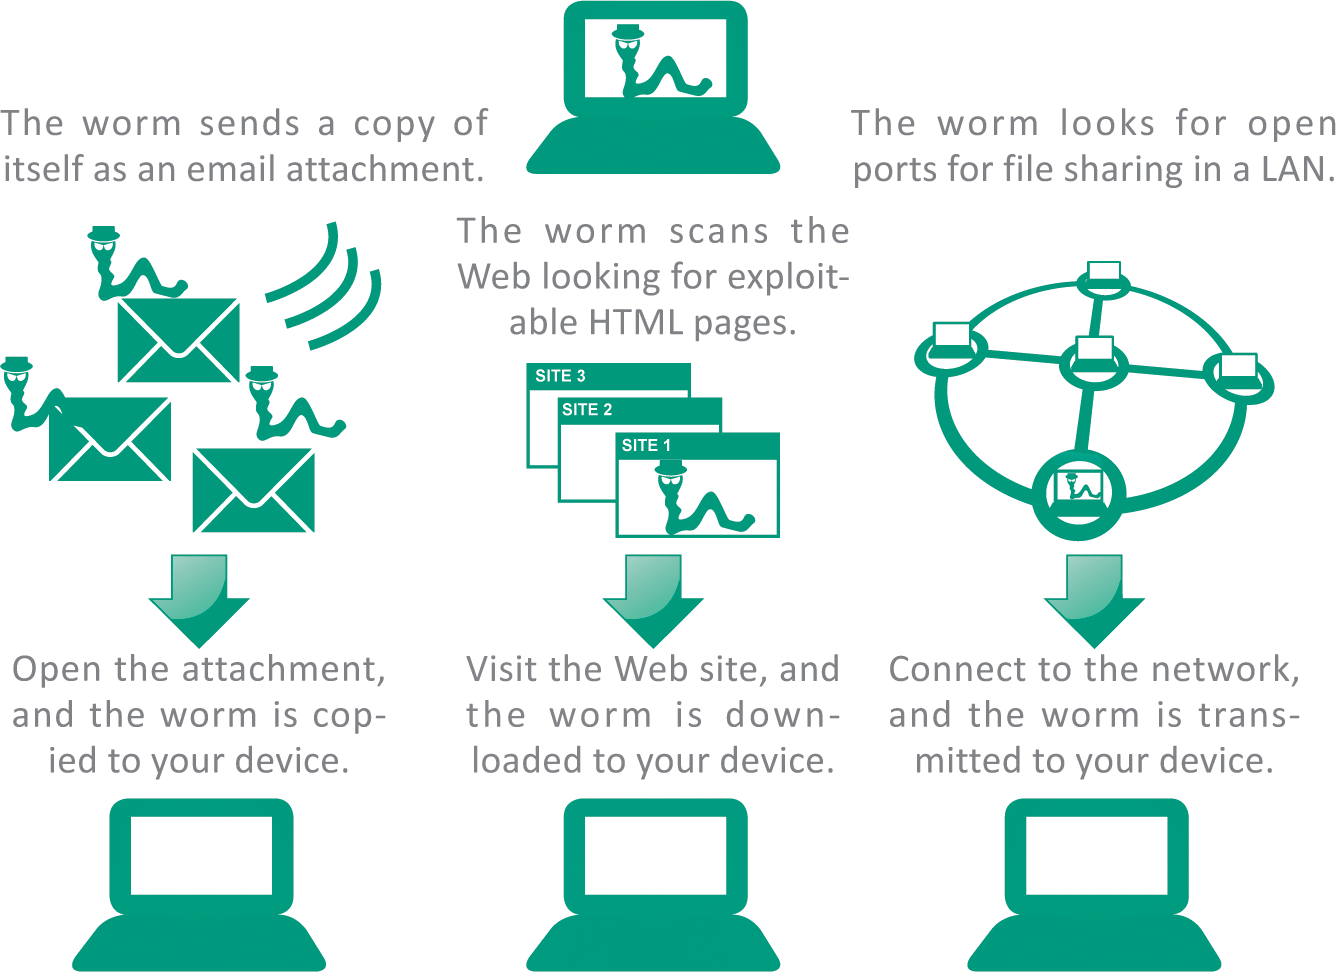 The worm sends a copy of
itself as an email attachment.
The worm scans the
Web looking for exploit-
able HTML pages.
The worm looks for open
ports for file sharing in a LAN.
SITE 3
SITE 2
SITE 1
Open the attachment,
and the worm is cop-
ied to your device.
Visit the Web site, and
the worm is down-
loaded to your device.
Connect to the network,
and the worm is trans-
mitted to your device.